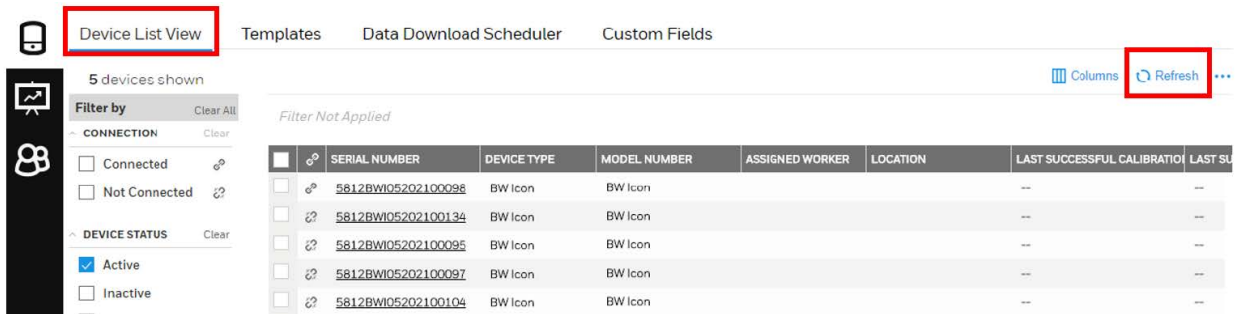 Device List View Templates Data Download Scheduler Custom Fields
5 devices shown
Columns Refresh ...
Filter by Clear All
Filter Not Applied
CONNECTION Clear
SERIAL NUMBER DEVICE TYPE MODEL NUMBER ASSIGNED WORKER LOCATION LAST SUCCESSFUL CALIBRATIO LAST SU
Connected
5812BWI05202100098 BW Icon BW Icon -- --
Not Connected
5812BWI05202100134 BW Icon BW Icon -- --
DEVICE STATUS Clear
5812BWI05202100095 BW Icon BW Icon -- --
Active
5812BWI05202100097 BW Icon BW Icon -- --
Inactive
5812BWI05202100104 BW Icon BW Icon -- --